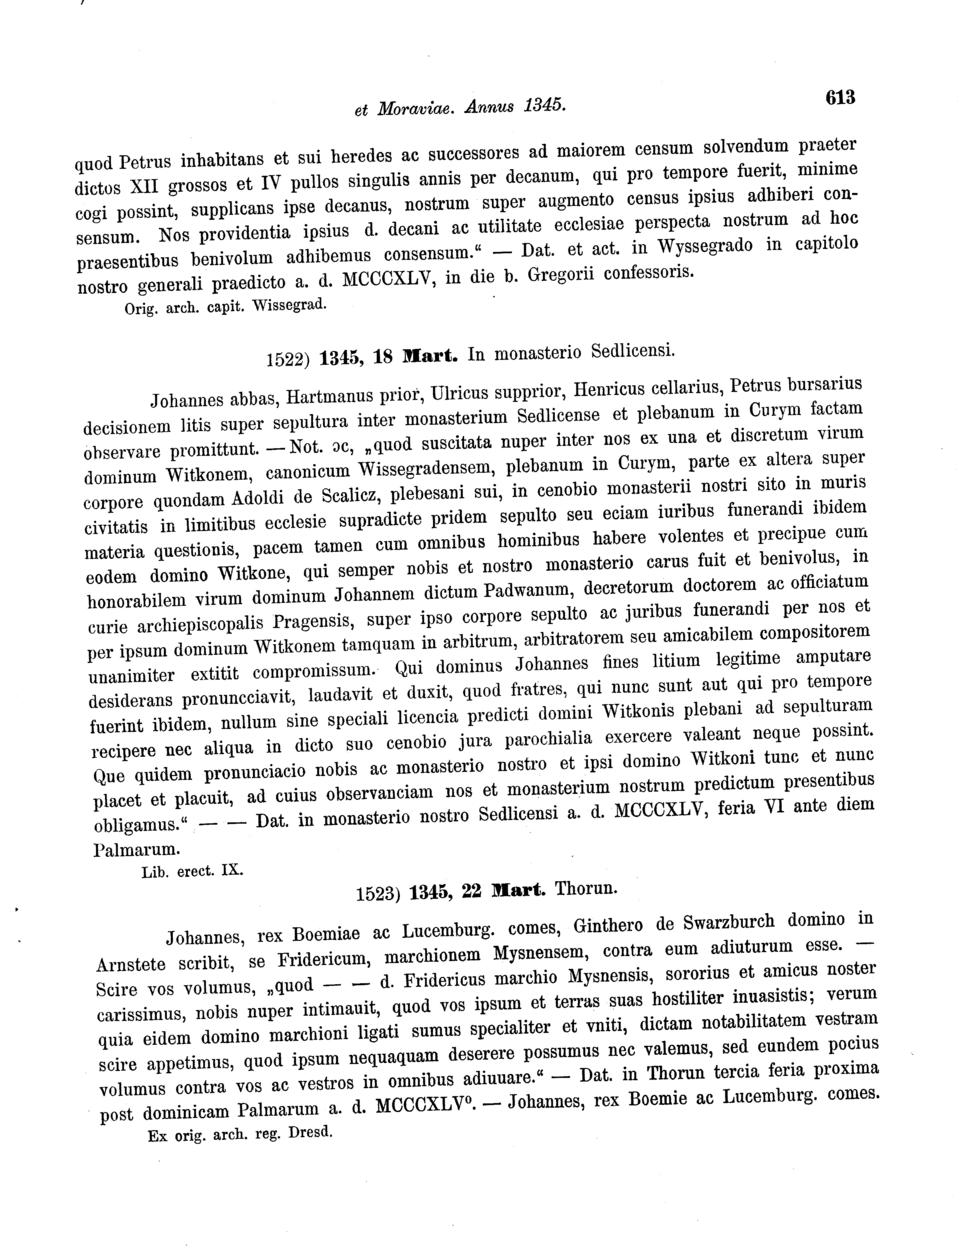 et Moraviae. Annus 1345.
613
quod Petrus inhabitans et sui heredes ac successores ad maiorem censum solvendum praeter
dictos XII grossos et IV pullos singulis annis per decanum, qui pro tempore fuerit, minime
cogi possint, supplicans ipse decanus, nostrum super augmento census ipsius adhiberi con-
sensum. Nos providentia ipsius d. decani ac utilitate ecclesiae perspecta nostrum ad hoc
praesentibus benivolum adhibemus consensum.“ — Dat. et act. in Wyssegrado in capitolo
nostro generali praedicto a. d. MCCCXLV, in die b. Gregorii confessoris.
Orig. arch. capit. Wissegrad.
1522) 1345, 18 Mart. In monasterio Sedlicensi.
Johannes abbas, Hartmanus prior, Ulricus supprior, Henricus cellarius, Petrus bursarius
decisionem litis super sepultura inter monasterium Sedlicense et plebanum in Curym factam
observare promittunt. — Not. ɔc, „quod suscitata nuper inter nos ex una et discretum virum
dominum Witkonem, canonicum Wissegradensem, plebanum in Curym, parte ex altera super
corpore quondam Adoldi de Scalicz, plebesani sui, in cenobio monasterii nostri sito in muris
civitatis in limitibus ecclesie supradicte pridem sepulto seu eciam iuribus funerandi ibidem
materia questionis, pacem tamen cum omnibus hominibus habere volentes et precipue cum
eodem domino Witkone, qui semper nobis et nostro monasterio carus fuit et benivolus, in
honorabilem virum dominum Johannem dictum Padwanum, decretorum doctorem ac officiatum
curie archiepiscopalis Pragensis, super ipso corpore sepulto ac juribus funerandi per nos et
per ipsum dominum Witkonem tamquam in arbitrum, arbitratorem seu amicabilem compositorem
unanimiter extitit compromissum. Qui dominus Johannes fines litium legitime amputare
desiderans pronuncciavit, laudavit et duxit, quod fratres, qui nunc sunt aut qui pro tempore
fuerint ibidem, nullum sine speciali licencia predicti domini Witkonis plebani ad sepulturam
recipere nec aliqua in dicto suo cenobio jura parochialia exercere valeant neque possint.
Que quidem pronunciacio nobis ac monasterio nostro et ipsi domino Witkoni tunc et nunc
placet et placuit, ad cuius observanciam nos et monasterium nostrum predictum presentibus
obligamus.“ — — Dat. in monasterio nostro Sedlicensi a. d. MCCCXLV, feria VI ante diem
Palmarum.
Lib. erect. IX.
1523) 1345, 22 Mart. Thorun.
Johannes, rex Boemiae ac Lucemburg. comes, Ginthero de Swarzburch domino in
Arnstete scribit, se Fridericum, marchionem Mysnensem, contra eum adiuturum esse. —
Scire vos volumus, „quod — — d. Fridericus marchio Mysnensis, sororius et amicus noster
carissimus, nobis nuper intimauit, quod vos ipsum et terras suas hostiliter inuasistis; verum
quia eidem domino marchioni ligati sumus specialiter et vniti, dictam notabilitatem vestram
scire appetimus, quod ipsum nequaquam deserere possumus nec valemus, sed eundem pocius
volumus contra vos ac vestros in omnibus adiuuare.“ — Dat. in Thorun tercia feria proxima
post dominicam Palmarum a. d. MCCCXLVº. — Johannes, rex Boemie ac Lucemburg. comes.
Ex orig. arch. reg. Dresd.